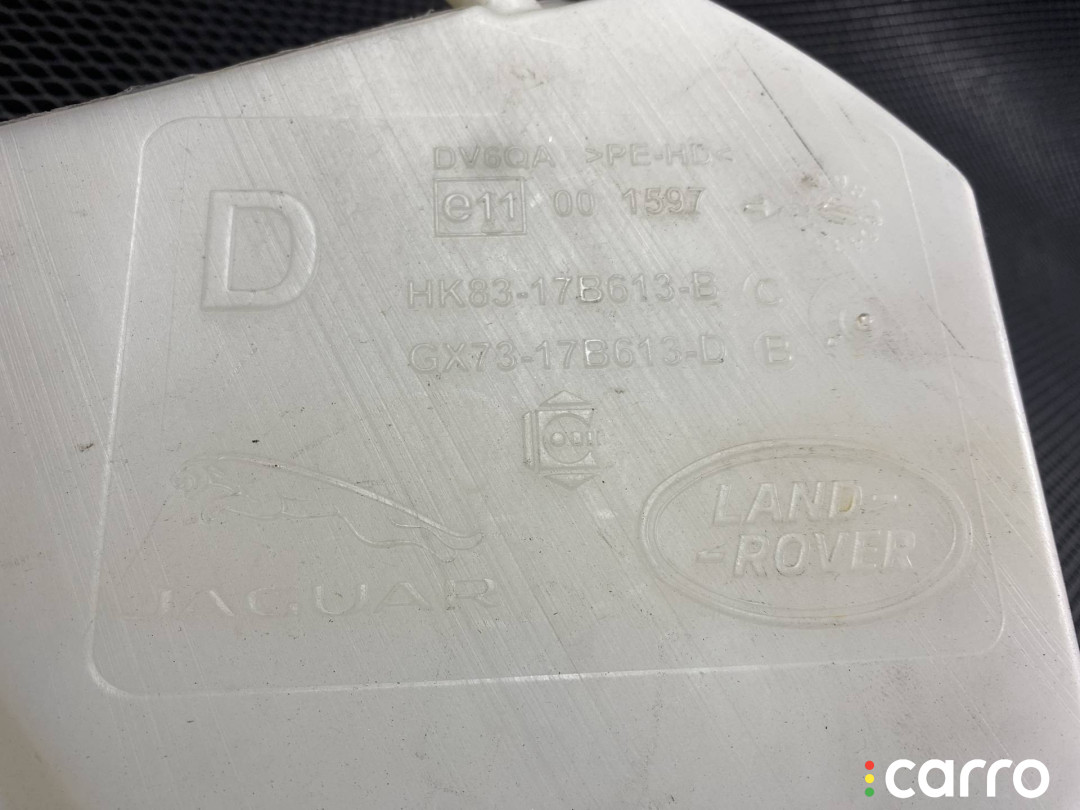 DV6QA >PE-HD<
e11 00 1597
D
HK83-17B613-B C
GX73-17B613-D B
JAGUAR
LAND-
-ROVER
carro